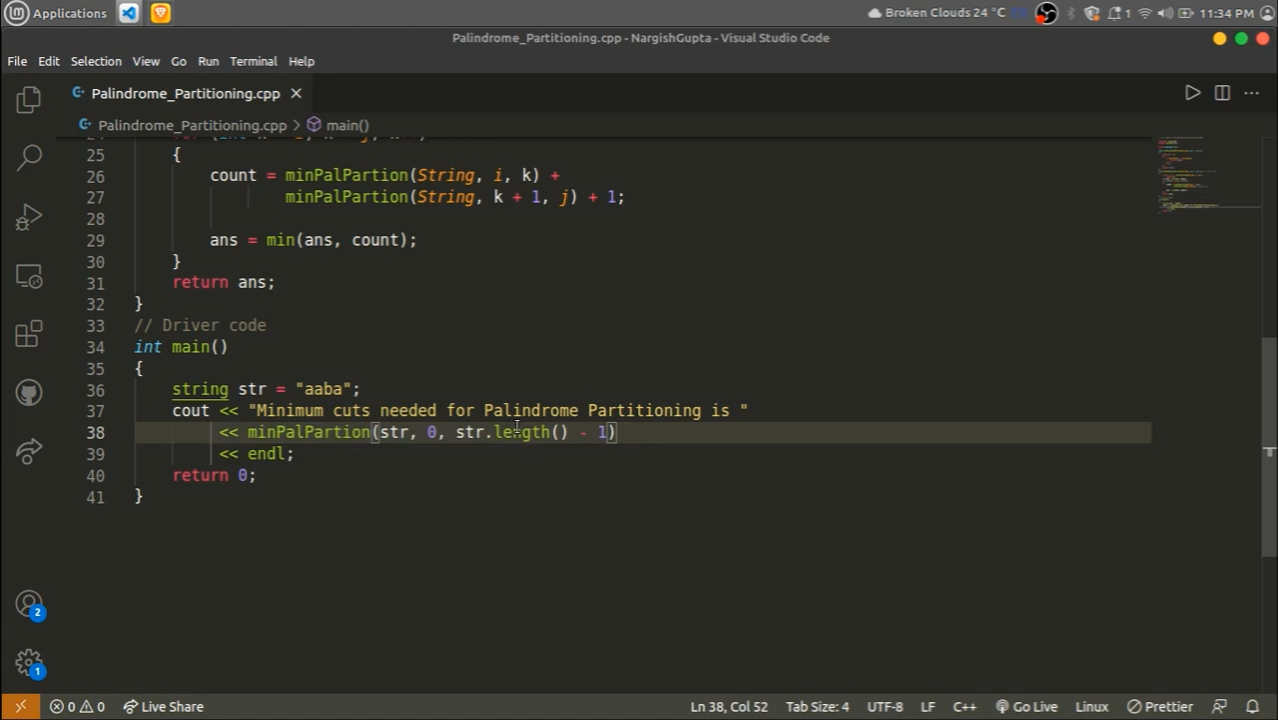 Applications
Broken Clouds 24 °C
1
11:34 PM
Palindrome_Partitioning.cpp - NargishGupta - Visual Studio Code
File Edit Selection View Go Run Terminal Help
Palindrome_Partitioning.cpp
Palindrome_Partitioning.cpp > main()
25 {
26 count = minPalPartion(String, i, k) +
27 minPalPartion(String, k + 1, j) + 1;
28
29 ans = min(ans, count);
30 }
31 return ans;
32 }
33 // Driver code
34 int main()
35 {
36 string str = "aaba";
37 cout << "Minimum cuts needed for Palindrome Partitioning is "
38 << minPalPartion(str, 0, str.length() - 1)
39 << endl;
40 return 0;
41 }
2
1
0 0 Live Share Ln 38, Col 52 Tab Size: 4 UTF-8 LF C++ Go Live Linux Prettier